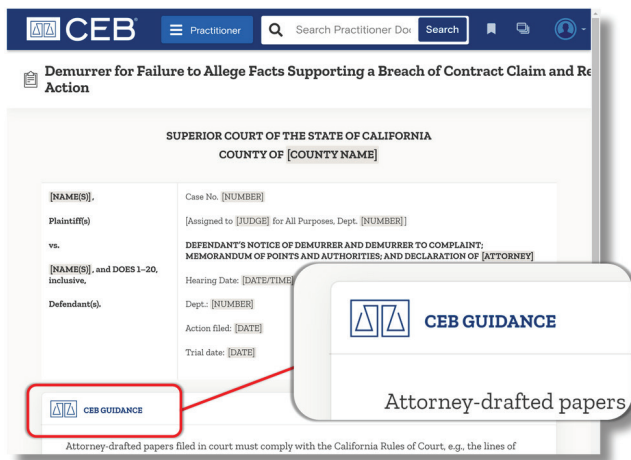 CEB
Practitioner
Search Practitioner Doc
Search
Demurrer for Failure to Allege Facts Supporting a Breach of Contract Claim and Re
Action
SUPERIOR COURT OF THE STATE OF CALIFORNIA
COUNTY OF [COUNTY NAME]
[NAME(S)],
Plaintiff(s)
vs.
[NAME(S)], and DOES 1–20,
inclusive,
Defendant(s).
Case No. [NUMBER]
[Assigned to [JUDGE] for All Purposes, Dept. [NUMBER]]
DEFENDANT'S NOTICE OF DEMURRER AND DEMURRER TO COMPLAINT;
MEMORANDUM OF POINTS AND AUTHORITIES; AND DECLARATION OF [ATTORNEY]
Hearing Date: [DATE/TIME]
Dept.: [NUMBER]
Action filed: [DATE]
Trial date: [DATE]
CEB GUIDANCE
Attorney-drafted papers
CEB GUIDANCE
Attorney-drafted papers filed in court must comply with the California Rules of Court, e.g., the lines of